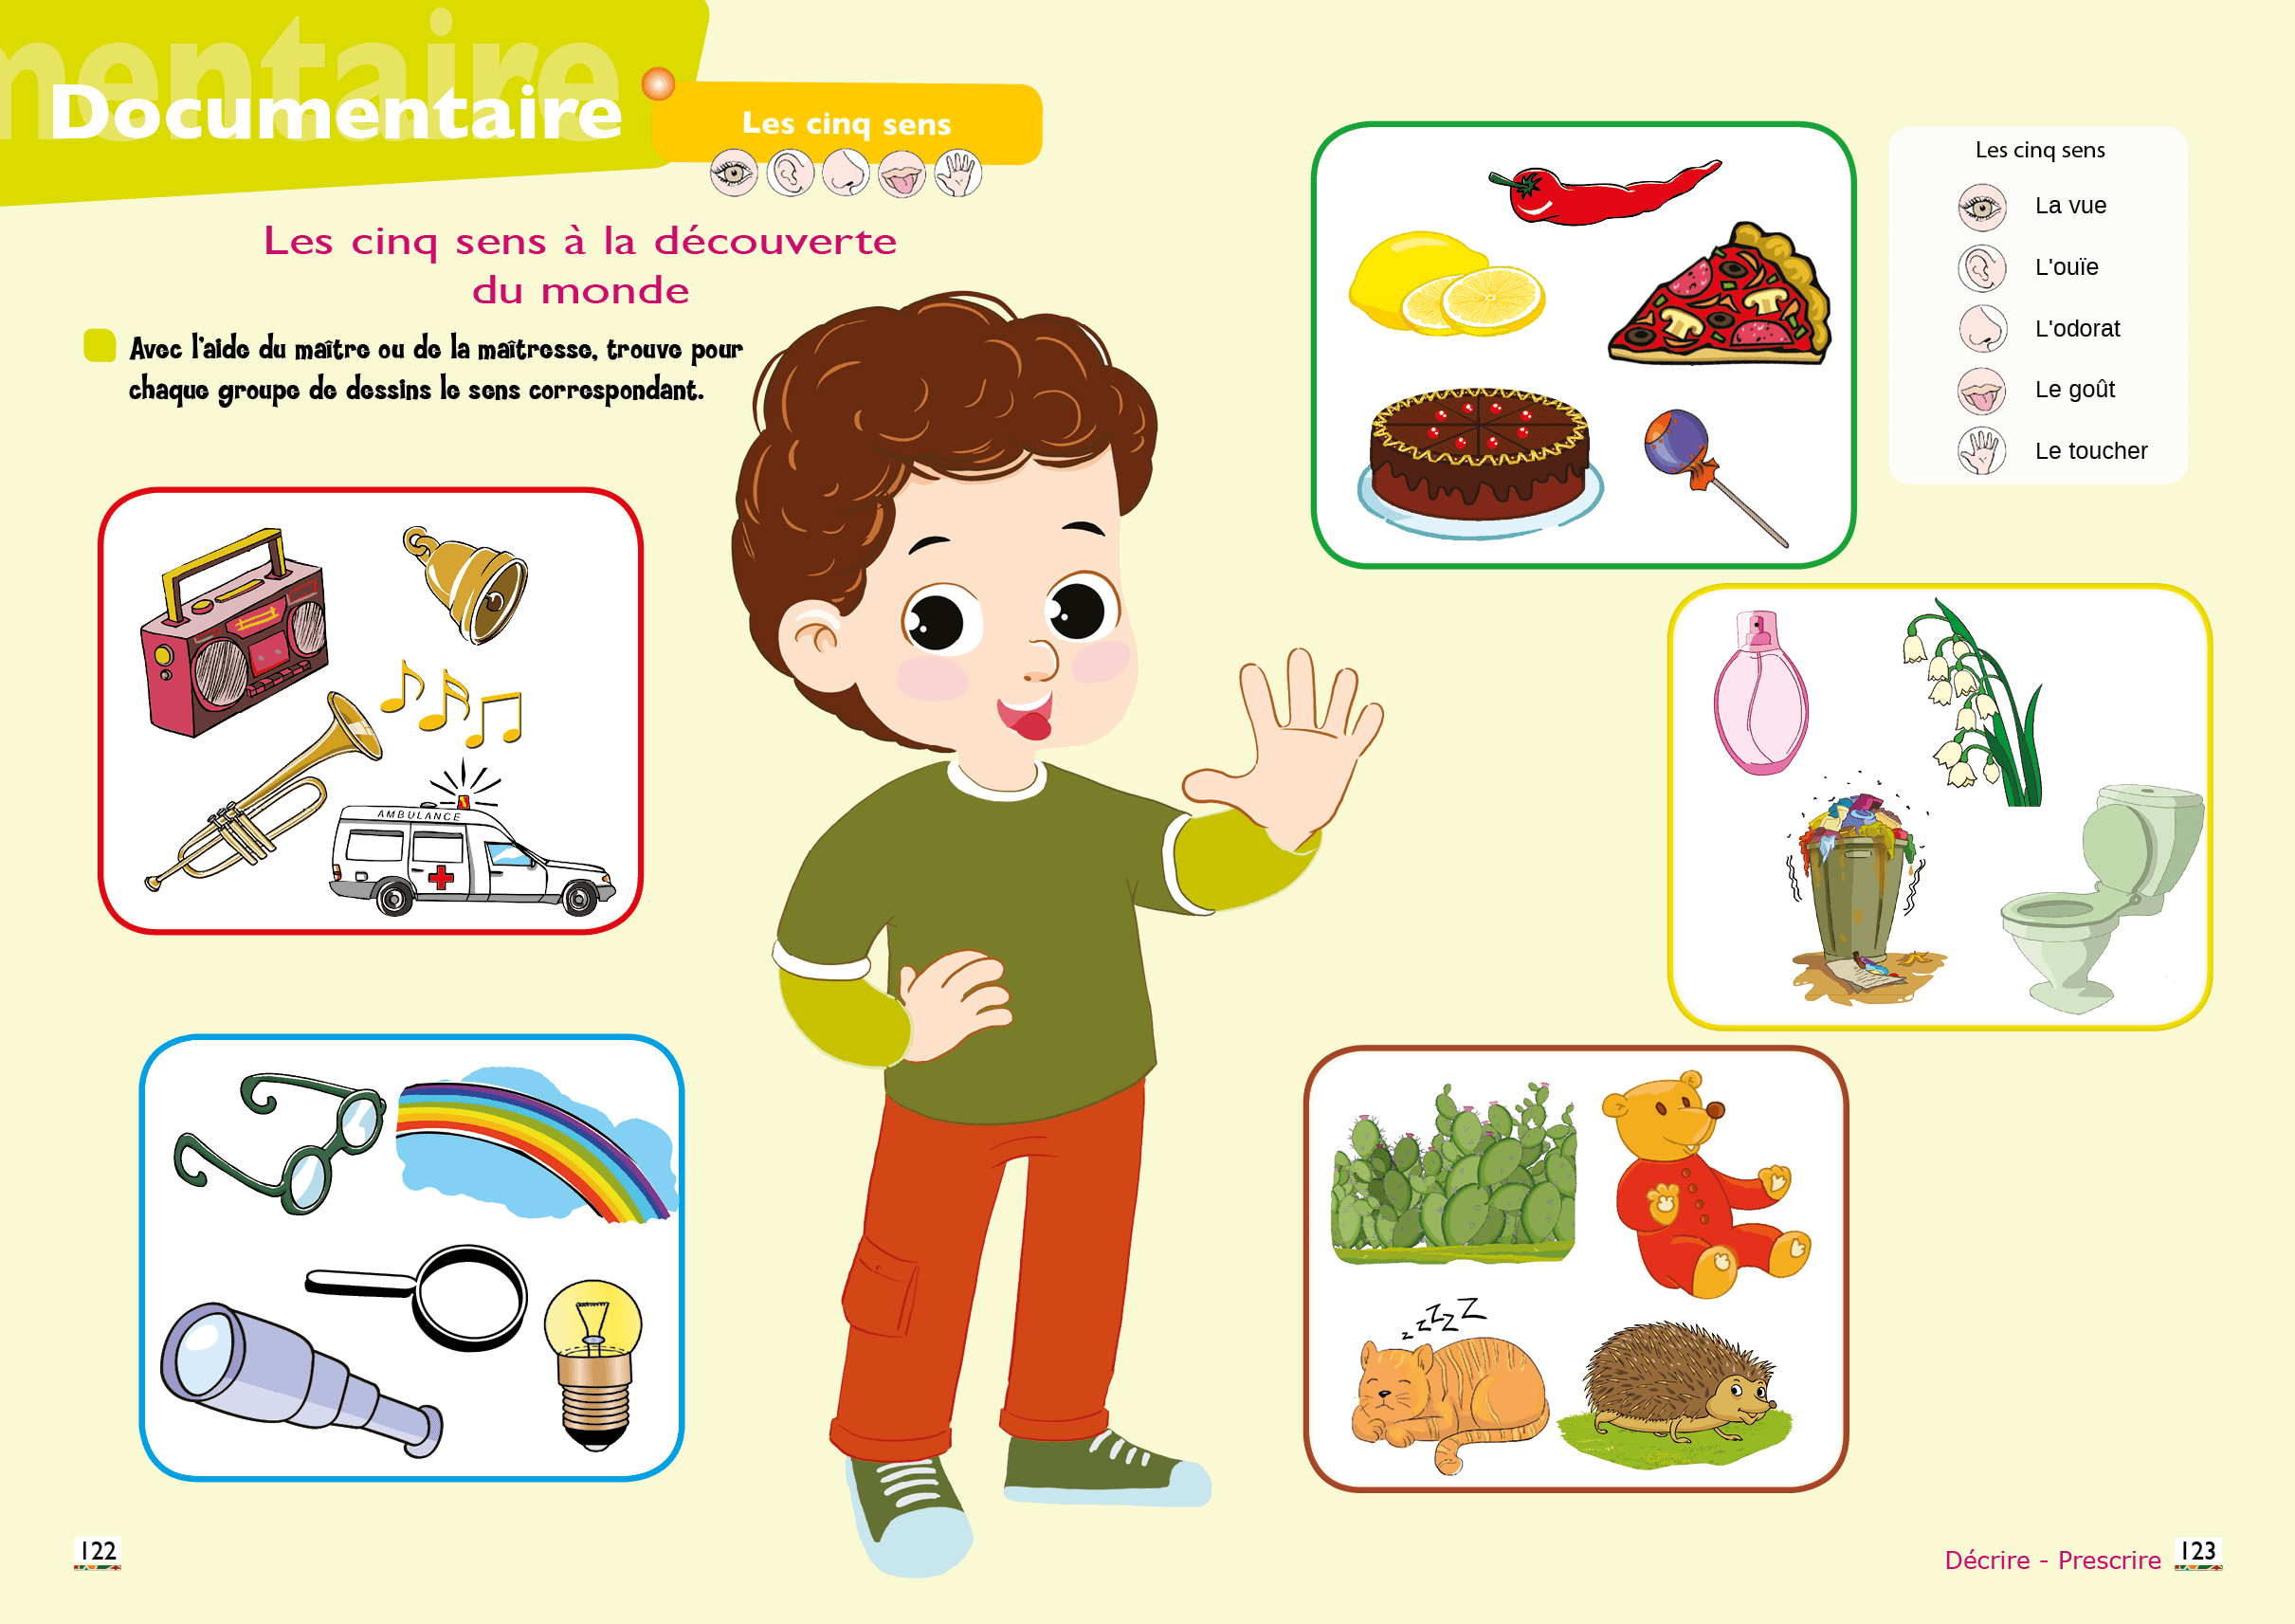 mentaire
Documentaire
Les cinq sens
Les cinq sens à la découverte
du monde
Avec l'aide du maître ou de la maîtresse, trouve pour
chaque groupe de dessins le sens correspondant.
AMBULANCE
zzZzZ
Les cinq sens
La vue
L'ouïe
L'odorat
Le goût
Le toucher
122
Décrire - Prescrire 123